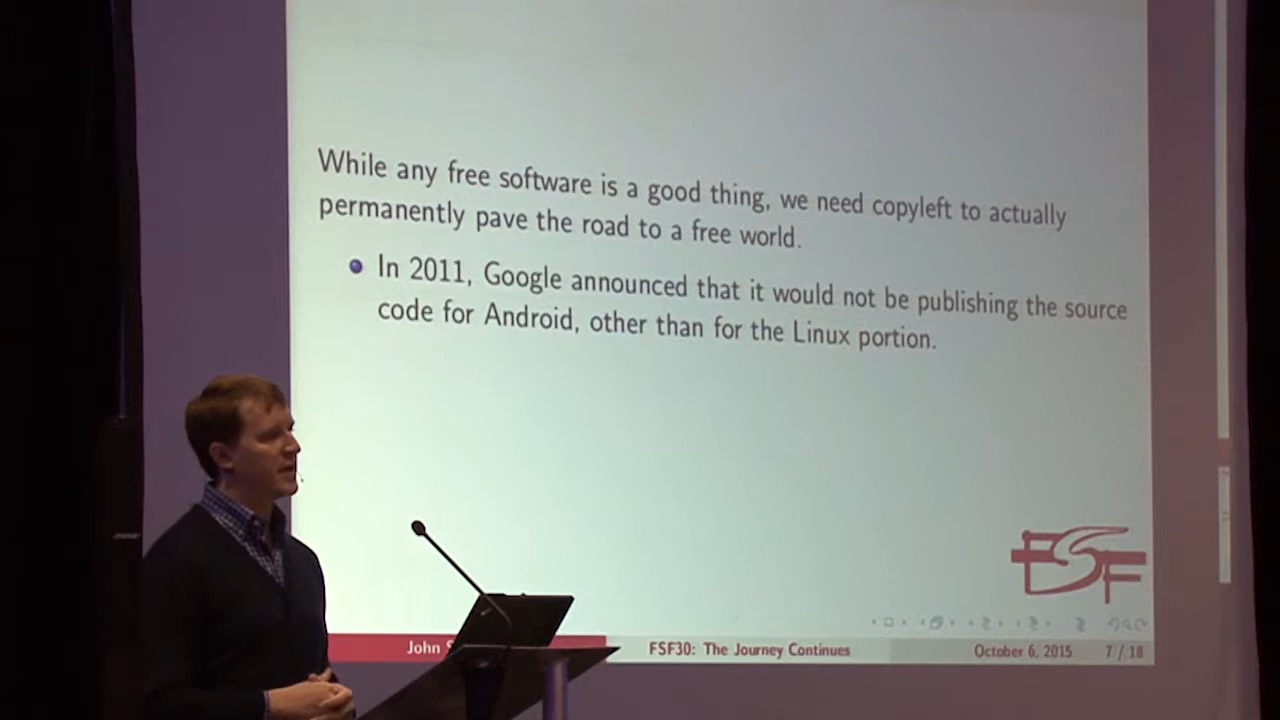 While any free software is a good thing, we need copyleft to actually
permanently pave the road to a free world.
In 2011, Google announced that it would not be publishing the source
code for Android, other than for the Linux portion.
FSF
John
FSF30: The Journey Continues
October 6, 2015
7 / 18